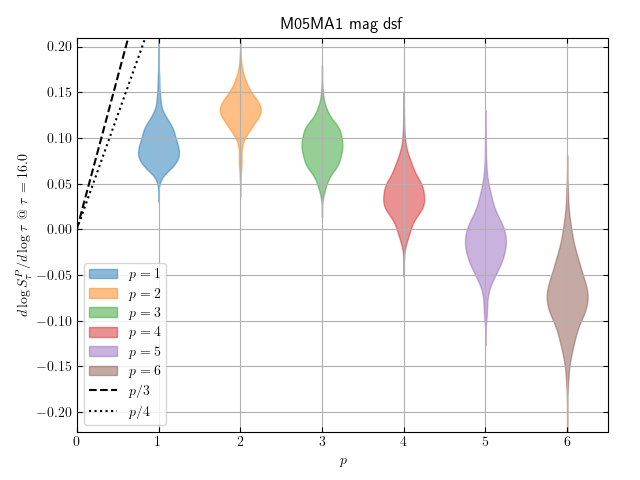 M05MA1 mag dsf
d log S_τ^P / d log τ @ τ = 16.0
0.20
0.15
0.10
0.05
0.00
−0.05
−0.10
−0.15
−0.20
p = 1
p = 2
p = 3
p = 4
p = 5
p = 6
p/3
p/4
0 1 2 3 4 5 6
p